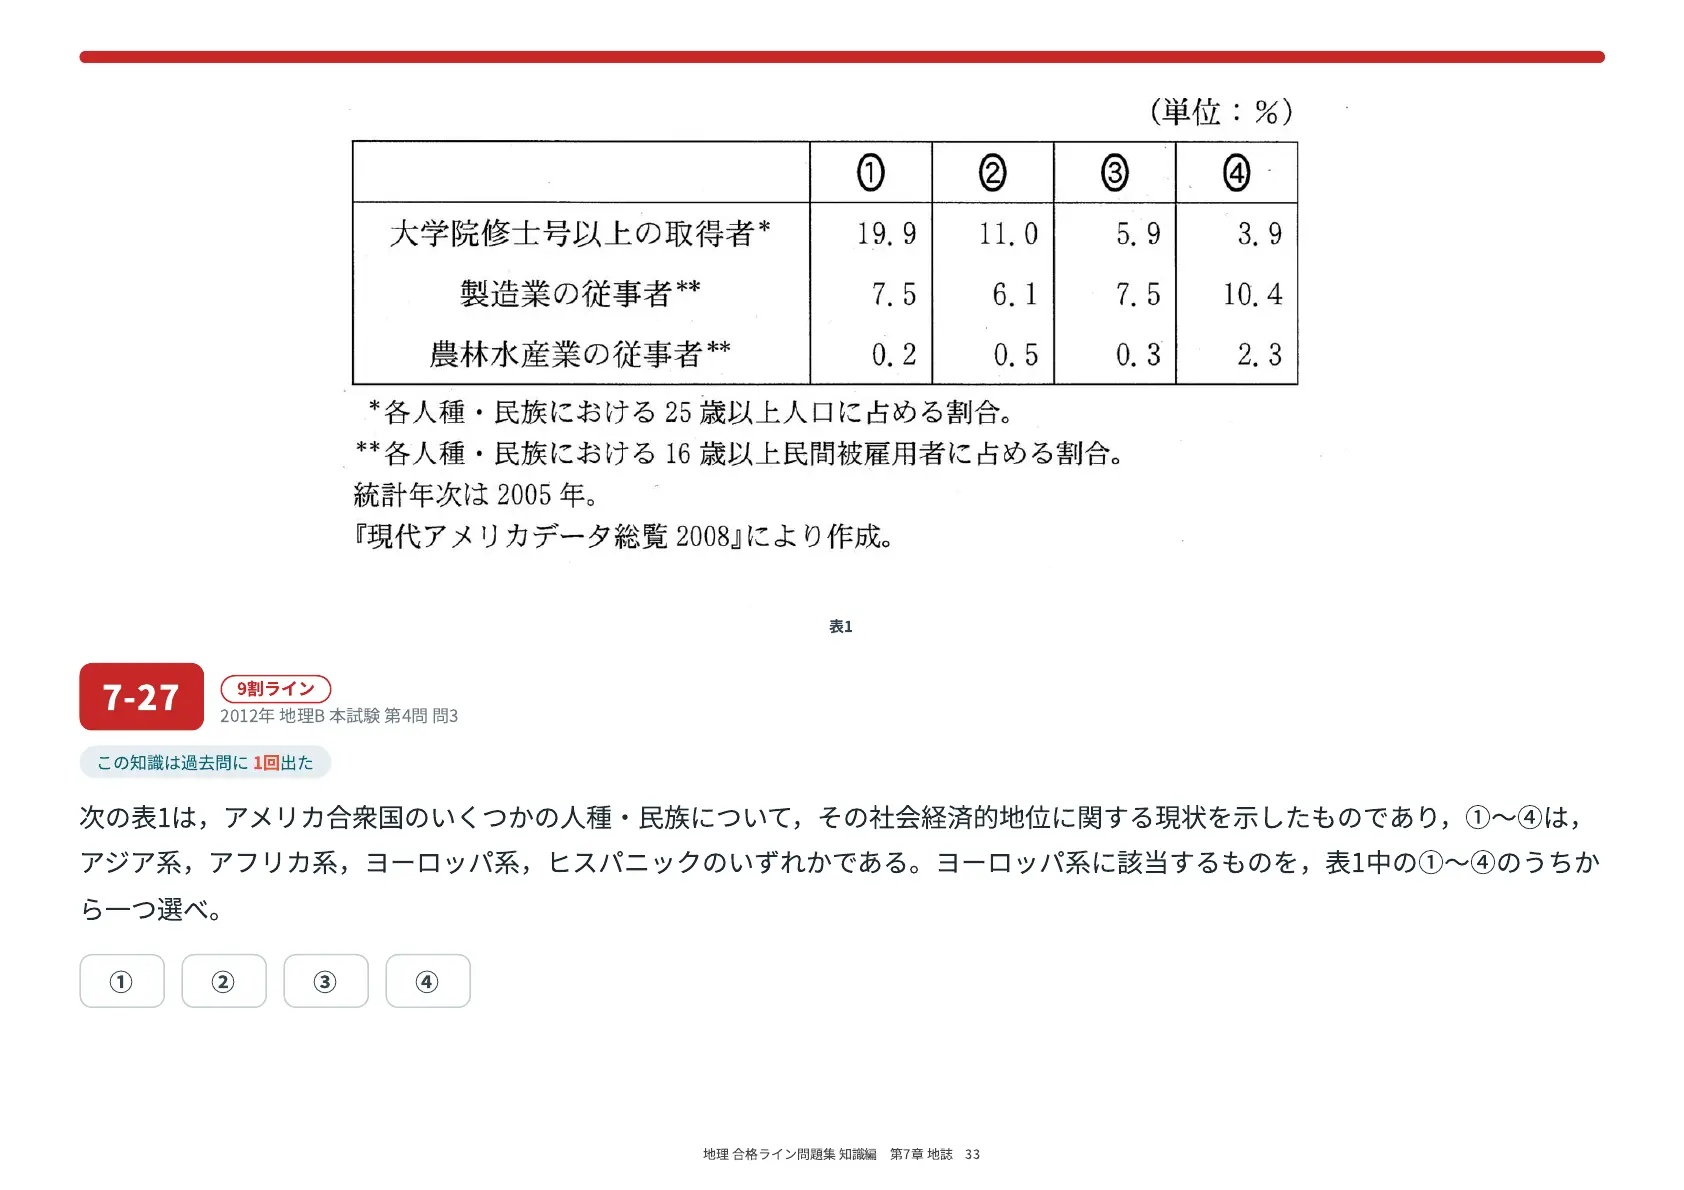 (単位：％)
① ② ③ ④
大学院修士号以上の取得者* 19.9 11.0 5.9 3.9
製造業の従事者** 7.5 6.1 7.5 10.4
農林水産業の従事者** 0.2 0.5 0.3 2.3
*各人種・民族における25歳以上人口に占める割合。
**各人種・民族における16歳以上民間被雇用者に占める割合。
統計年次は2005年。
『現代アメリカデータ総覧2008』により作成。
表1
7-27
9割ライン
2012年 地理B 本試験 第4問 問3
この知識は過去問に 1回出た
次の表1は，アメリカ合衆国のいくつかの人種・民族について，その社会経済的地位に関する現状を示したものであり，①〜④は，
アジア系，アフリカ系，ヨーロッパ系，ヒスパニックのいずれかである。ヨーロッパ系に該当するものを，表1中の①〜④のうちか
ら一つ選べ。
① ② ③ ④
地理 合格ライン問題集 知識編　第7章 地誌　33